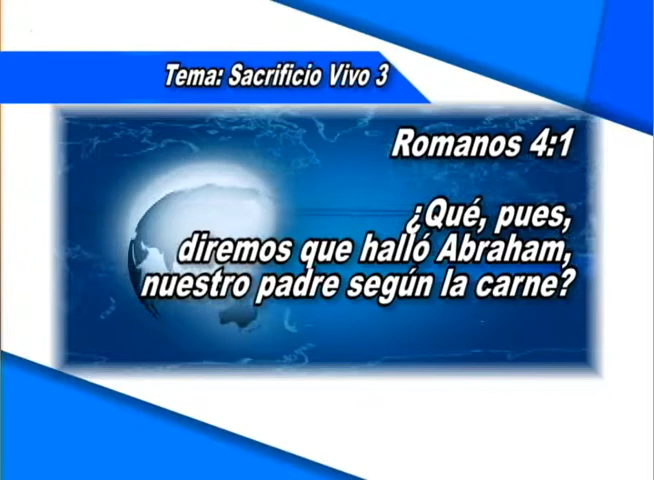 Tema: Sacrificio Vivo 3
Romanos 4:1
¿Qué, pues,
diremos que halló Abraham,
nuestro padre según la carne?